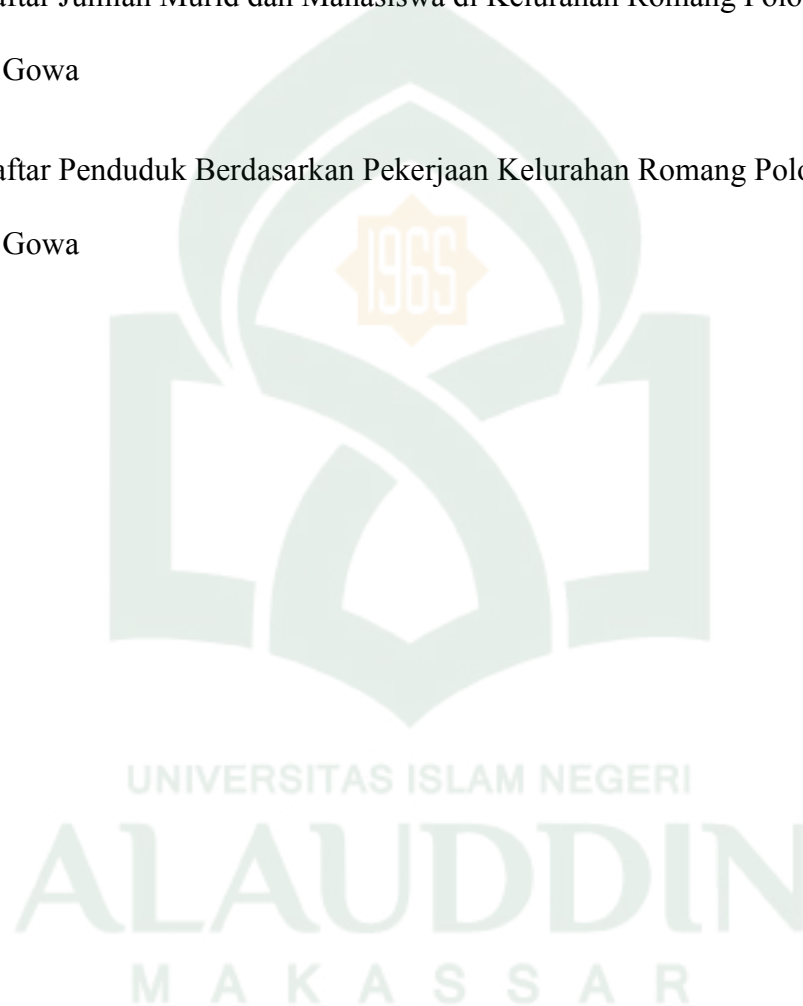 aftar Jumlah Murid dan Mahasiswa di Kelurahan Romang Polo
Gowa
aftar Penduduk Berdasarkan Pekerjaan Kelurahan Romang Polo
Gowa
1965
UNIVERSITAS ISLAM NEGERI
ALAUDDIN
MAKASSAR